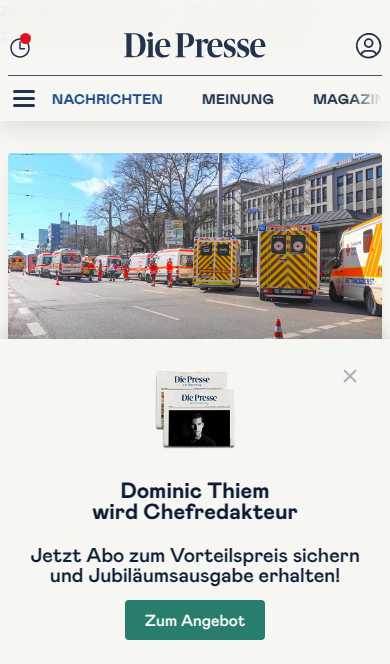 Die Presse
NACHRICHTEN MEINUNG MAGAZIN
Die Presse
Die Presse
Dominic Thiem
wird Chefredakteur
Jetzt Abo zum Vorteilspreis sichern
und Jubiläumsausgabe erhalten!
Zum Angebot